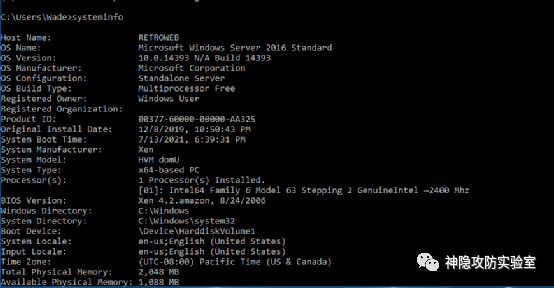 C:\Users\Wade>systeminfo
Host Name: RETROWEB
OS Name: Microsoft Windows Server 2016 Standard
OS Version: 10.0.14393 N/A Build 14393
OS Manufacturer: Microsoft Corporation
OS Configuration: Standalone Server
OS Build Type: Multiprocessor Free
Registered Owner: Windows User
Registered Organization:
Product ID: 00377-60000-00000-AA325
Original Install Date: 12/8/2019, 10:50:43 PM
System Boot Time: 7/13/2021, 6:39:31 PM
System Manufacturer: Xen
System Model: HVM domU
System Type: x64-based PC
Processor(s): 1 Processor(s) Installed.
[01]: Intel64 Family 6 Model 63 Stepping 2 GenuineIntel ~2400 Mhz
BIOS Version: Xen 4.2.amazon, 8/24/2006
Windows Directory: C:\Windows
System Directory: C:\Windows\system32
Boot Device: \Device\HarddiskVolume1
System Locale: en-us;English (United States)
Input Locale: en-us;English (United States)
Time Zone: (UTC-08:00) Pacific Time (US & Canada)
Total Physical Memory: 2,048 MB
Available Physical Memory: 1,088 MB
神隐攻防实验室